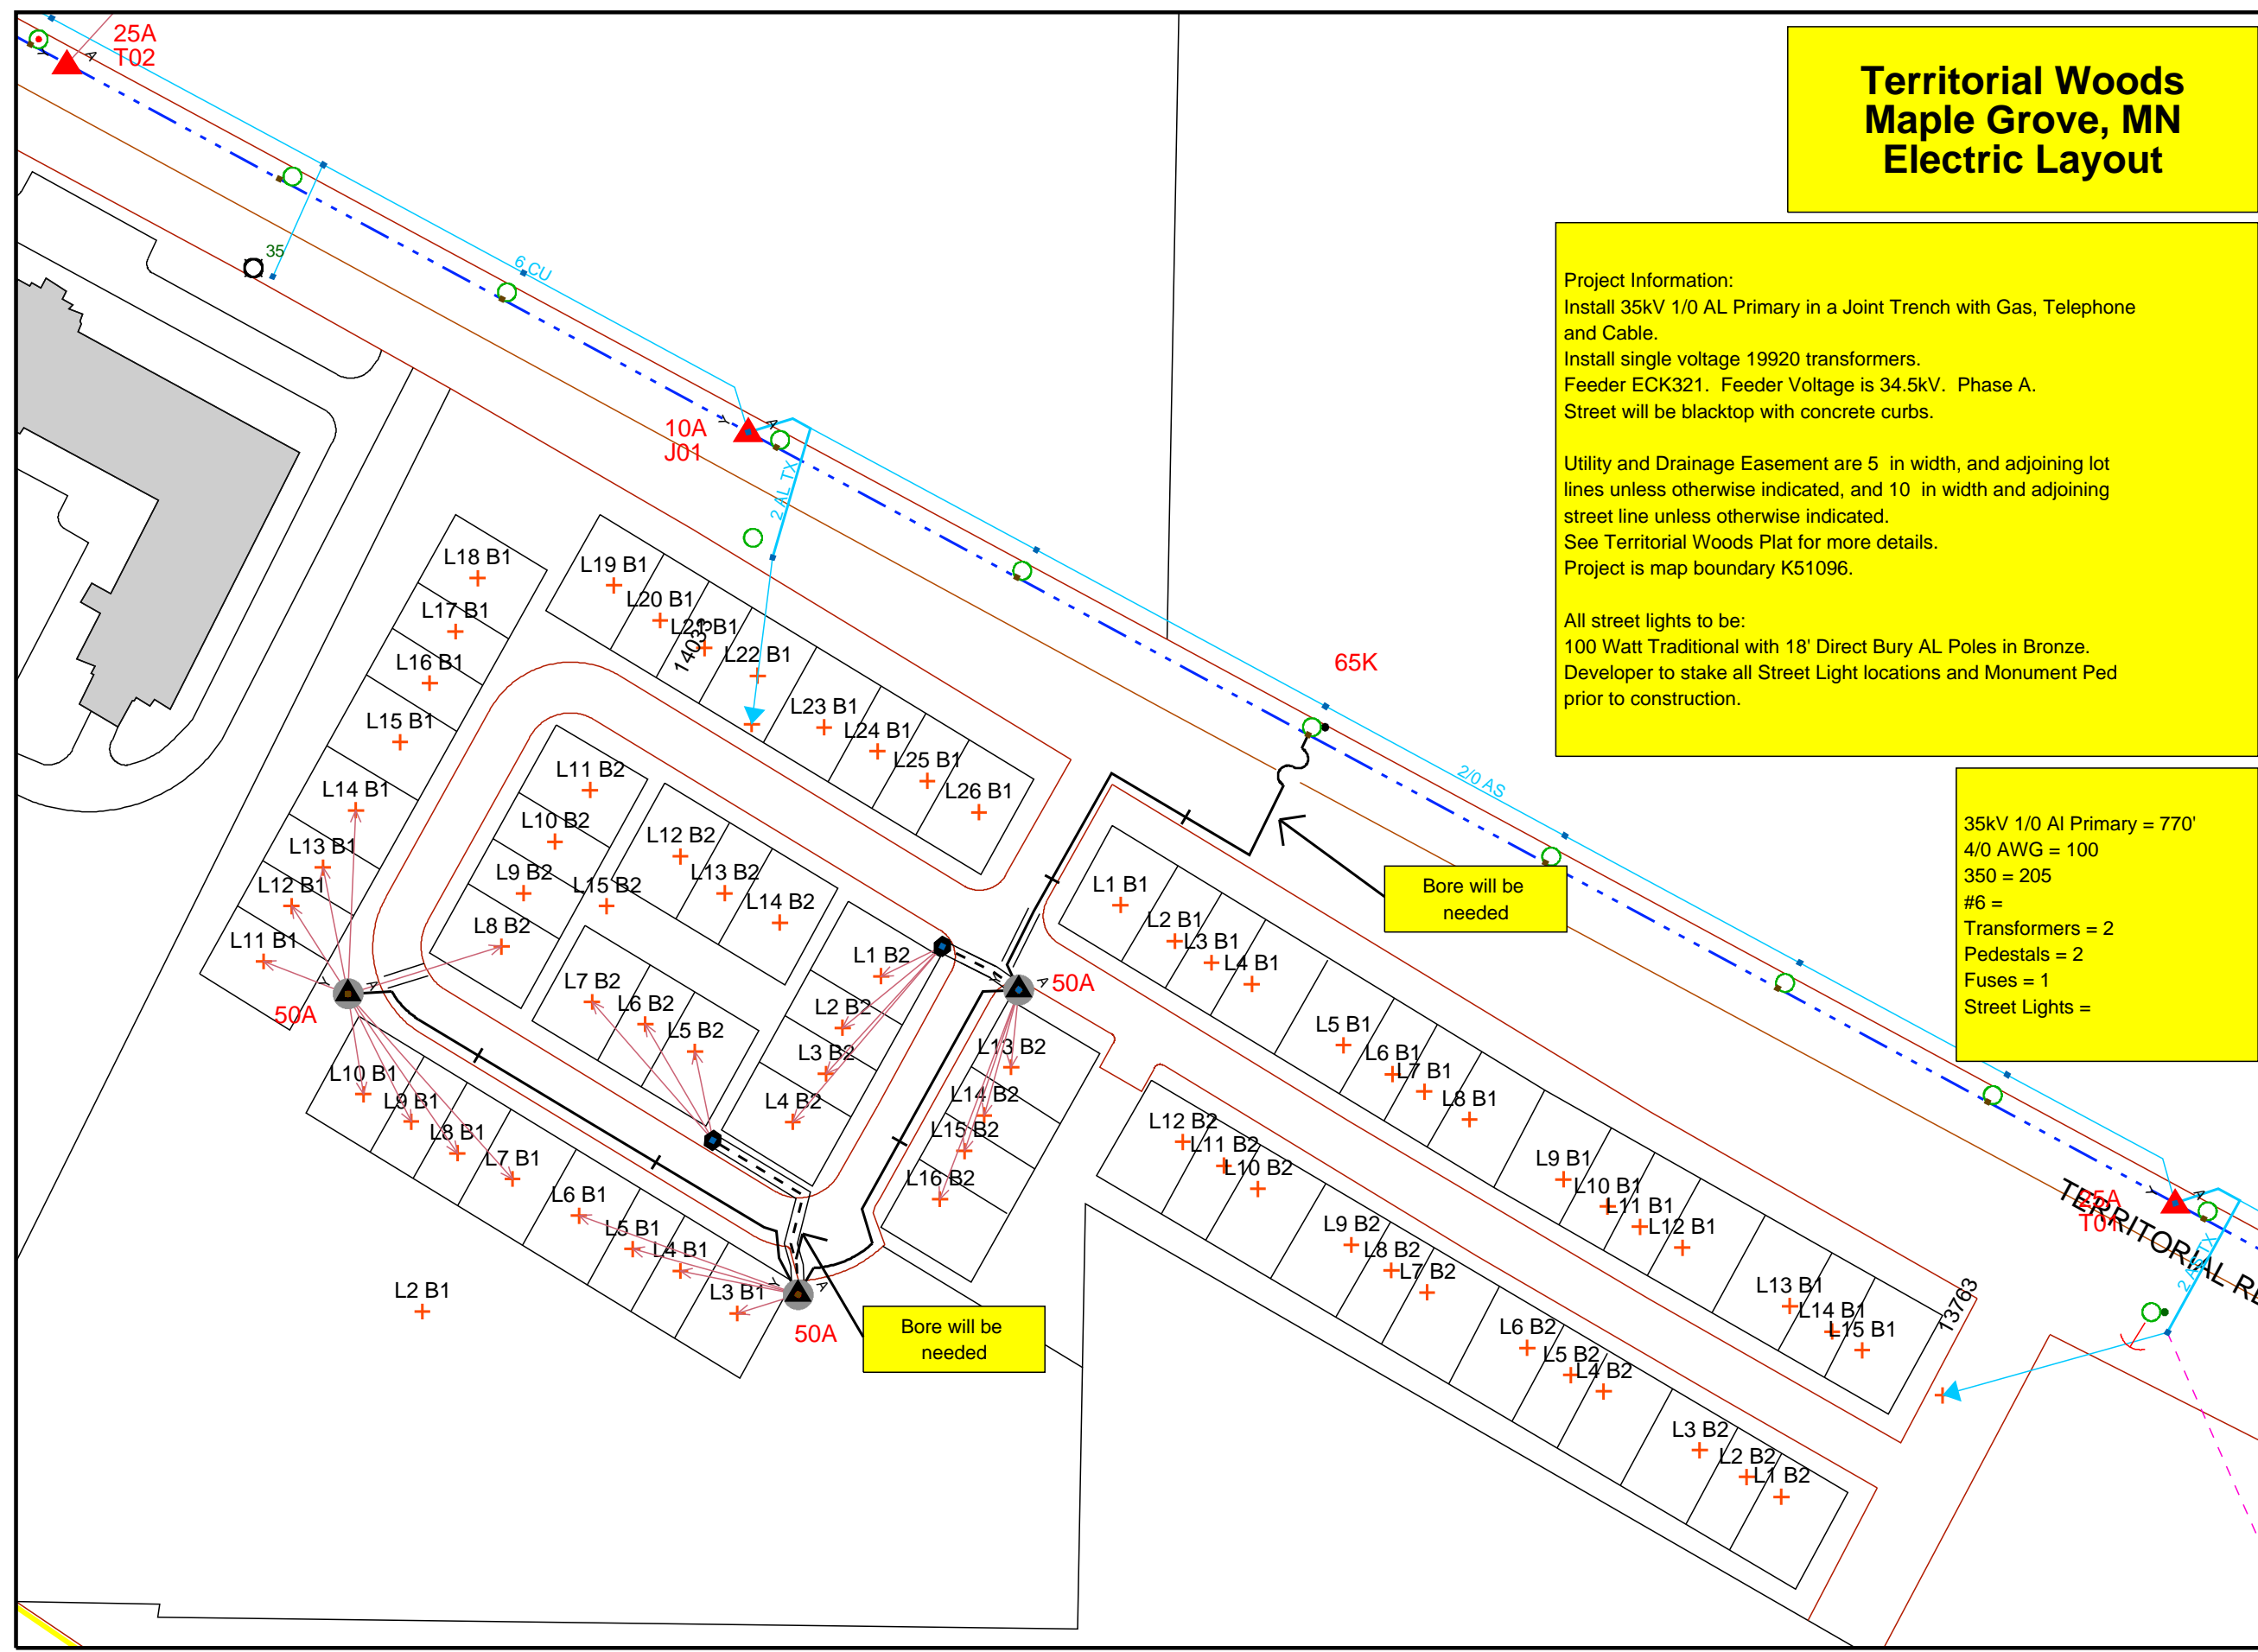 25A
T02
Territorial Woods
Maple Grove, MN
Electric Layout
Project Information:
Install 35kV 1/0 AL Primary in a Joint Trench with Gas, Telephone
and Cable.
Install single voltage 19920 transformers.
Feeder ECK321. Feeder Voltage is 34.5kV. Phase A.
Street will be blacktop with concrete curbs.
Utility and Drainage Easement are 5 in width, and adjoining lot
lines unless otherwise indicated, and 10 in width and adjoining
street line unless otherwise indicated.
See Territorial Woods Plat for more details.
Project is map boundary K51096.
All street lights to be:
100 Watt Traditional with 18' Direct Bury AL Poles in Bronze.
Developer to stake all Street Light locations and Monument Ped
prior to construction.
35kV 1/0 Al Primary = 770'
4/0 AWG = 100
350 = 205
#6 =
Transformers = 2
Pedestals = 2
Fuses = 1
Street Lights =
Y
A
35
6 CU
10A
J01
Y
A
2 AL TX
65K
2/0 AS
Bore will be
needed
L18 B1
L17 B1
L16 B1
L15 B1
L14 B1
L13 B1
L12 B1
L11 B1
L19 B1
L20 B1
L21 B1
14033
L22 B1
L23 B1
L24 B1
L25 B1
L26 B1
L11 B2
L10 B2
L9 B2
L8 B2
L12 B2
L13 B2
L14 B2
L15 B2
L7 B2
L6 B2
L5 B2
L1 B2
L2 B2
L3 B2
L4 B2
Y
A
50A
A
50A
L13 B2
L14 B2
L15 B2
L16 B2
L10 B1
L9 B1
L8 B1
L7 B1
L6 B1
L5 B1
L4 B1
L3 B1
L2 B1
Y
A
50A
Bore will be
needed
L1 B1
L2 B1
L3 B1
L4 B1
L5 B1
L6 B1
L7 B1
L8 B1
L9 B1
L10 B1
L11 B1
L12 B1
L13 B1
L14 B1
L15 B1
13763
L12 B2
L11 B2
L10 B2
L9 B2
L8 B2
L7 B2
L6 B2
L5 B2
L4 B2
L3 B2
L2 B2
L1 B2
Y
A
25A
T01
TERRITORIAL